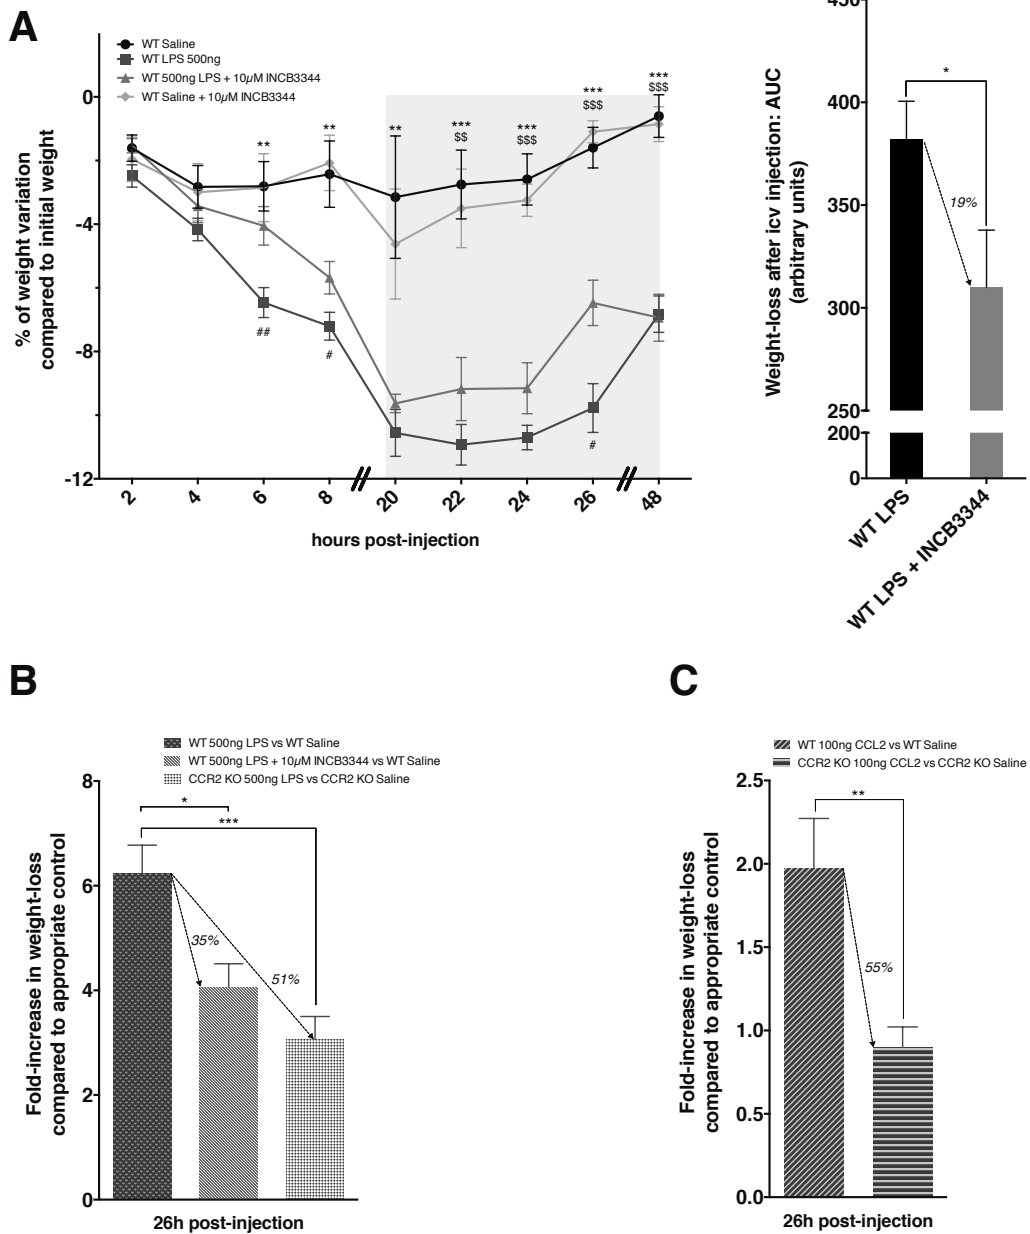 A
WT Saline
WT LPS 500ng
WT 500ng LPS + 10µM INCB3344
WT Saline + 10µM INCB3344
% of weight variation
compared to initial weight
0
-4
-8
-12
**
**
**
***
$$
***
$$$
***
$$$
***
$$$
##
#
#
2
4
6
8
20
22
24
26
48
hours post-injection
Weight-loss after icv injection: AUC
(arbitrary units)
450
400
350
300
250
200
0
*
19%
WT LPS
WT LPS + INCB3344
B
WT 500ng LPS vs WT Saline
WT 500ng LPS + 10µM INCB3344 vs WT Saline
CCR2 KO 500ng LPS vs CCR2 KO Saline
Fold-increase in weight-loss
compared to appropriate control
8
6
4
2
0
*
***
35%
51%
26h post-injection
C
WT 100ng CCL2 vs WT Saline
CCR2 KO 100ng CCL2 vs CCR2 KO Saline
Fold-increase in weight-loss
compared to appropriate control
2.5
2.0
1.5
1.0
0.5
0.0
**
55%
26h post-injection